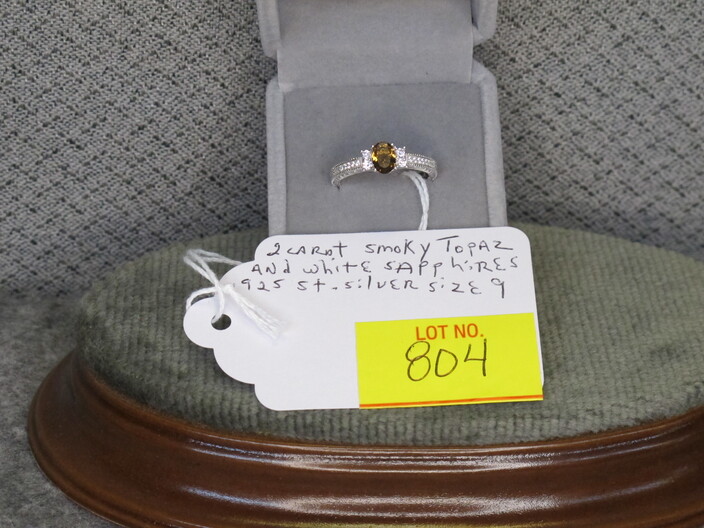 2 carat smoky Topaz
And white sapphires
925 St. silver size 9
LOT NO.
804